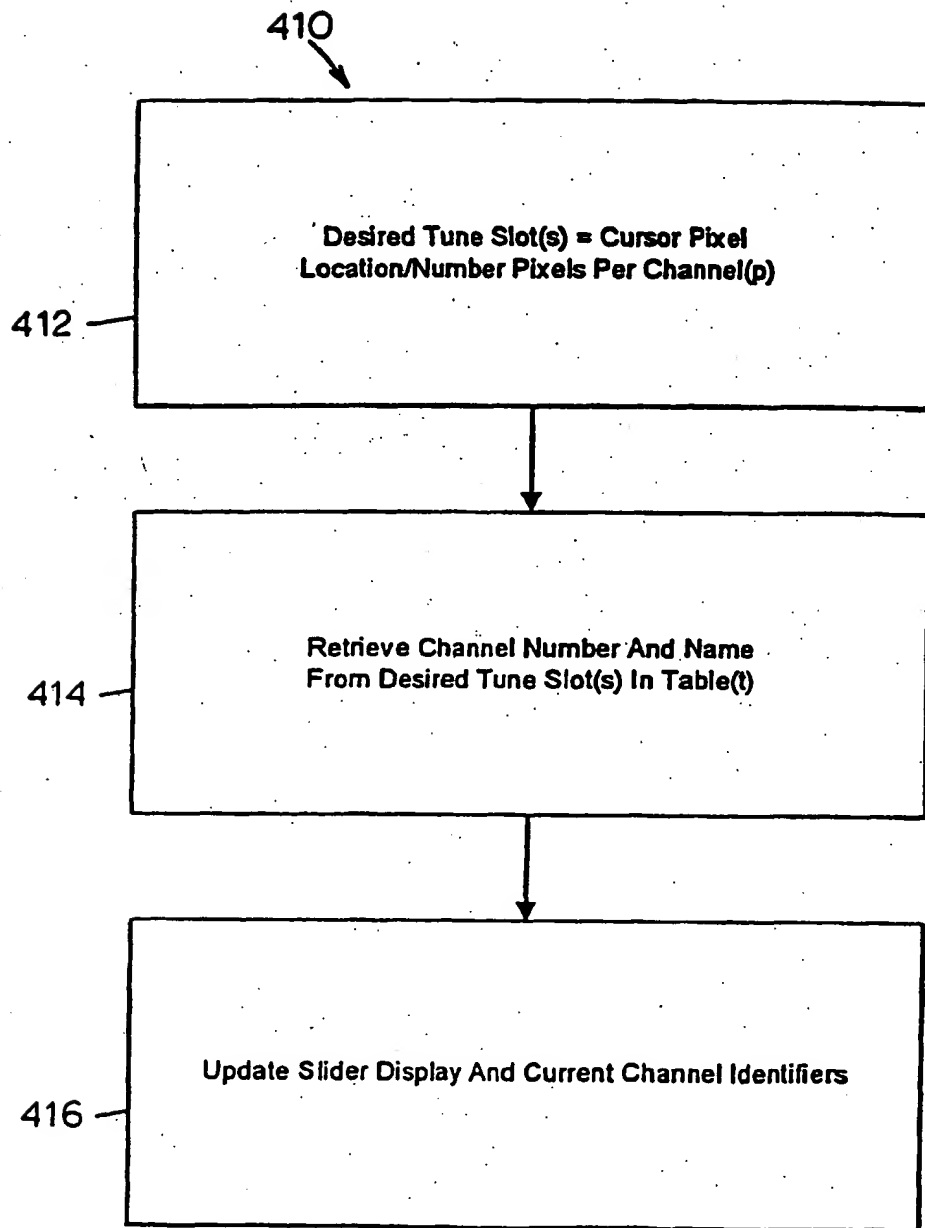 410
Desired Tune Slot(s) = Cursor Pixel
Location/Number Pixels Per Channel(p)
412
Retrieve Channel Number And Name
From Desired Tune Slot(s) In Table(t)
414
Update Slider Display And Current Channel Identifiers
416